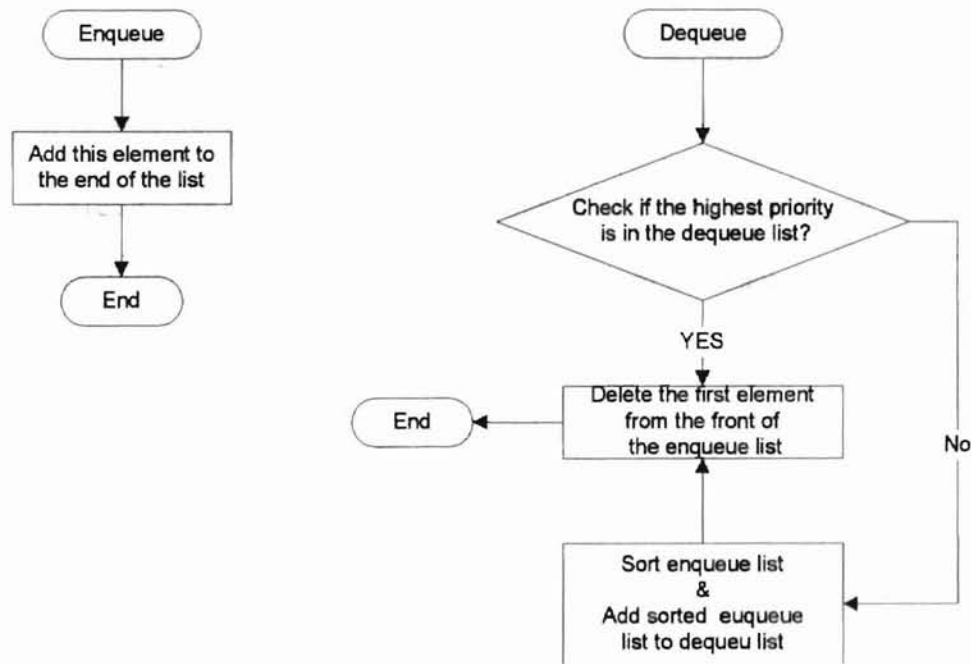 Enqueue
Add this element to
the end of the list
End
Dequeue
Check if the highest priority
is in the dequeue list?
YES
No
Delete the first element
from the front of
the enqueue list
End
Sort enqueue list
&
Add sorted euqueue
list to dequeu list